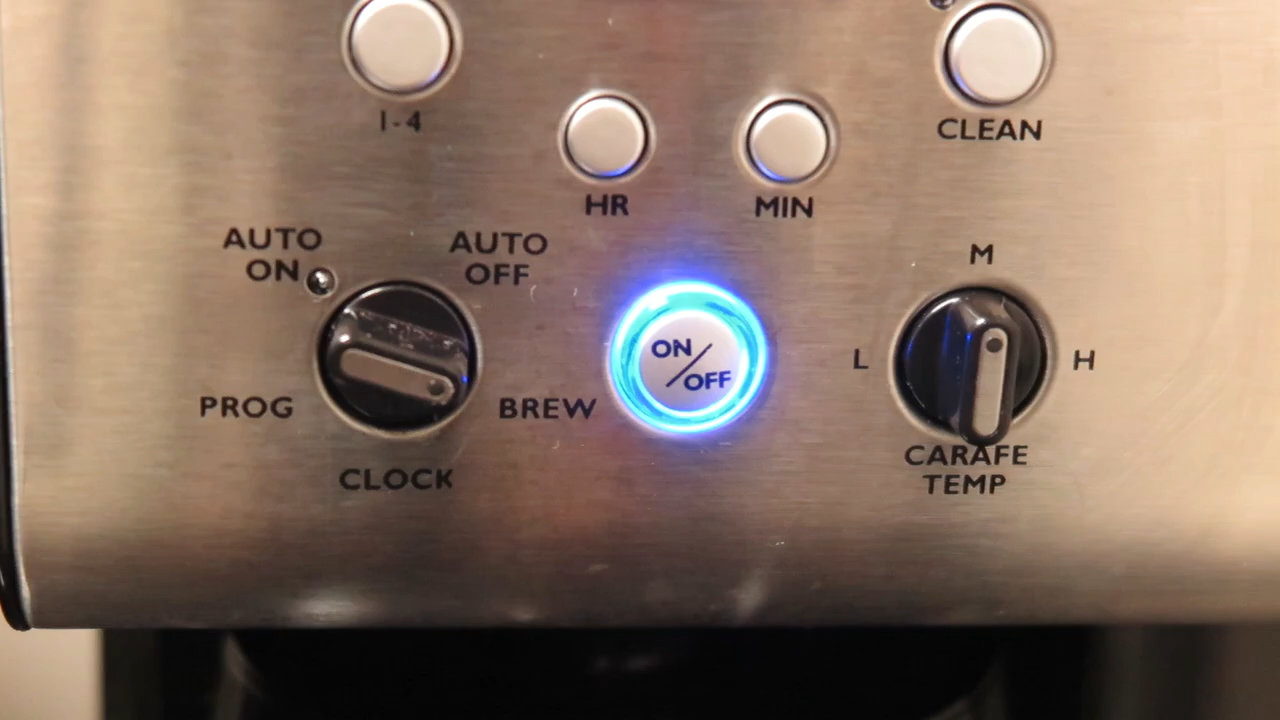 1-4
CLEAN
HR
MIN
AUTO
ON
AUTO
OFF
M
ON/OFF
L
H
PROG
BREW
CLOCK
CARAFE
TEMP